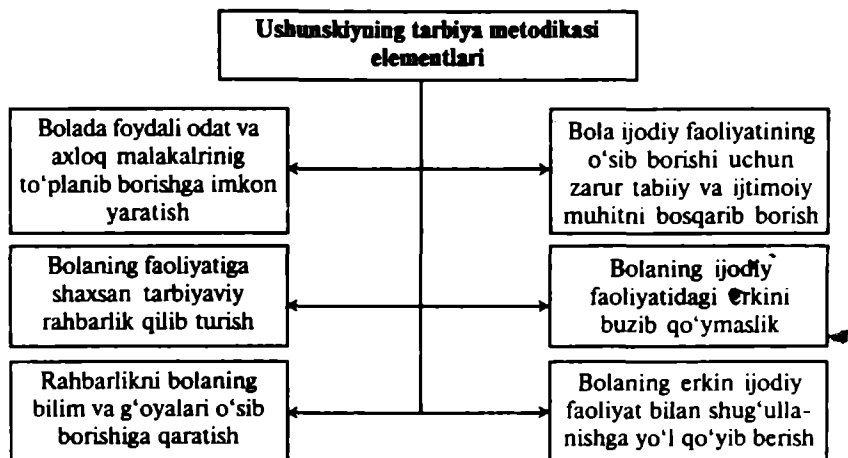 Ushunskiyning tarbiya metodikasi
elementlari
Bolada foydali odat va
axloq malakalrinig
to‘planib borishga imkon
yaratish
Bola ijodiy faoliyatining
o‘sib borishi uchun
zarur tabiiy va ijtimoiy
muhitni bosqarib borish
Bolaning faoliyatiga
shaxsan tarbiyaviy
rahbarlik qilib turish
Bolaning ijodiy
faoliyatidagi erkini
buzib qo‘ymaslik
Rahbarlikni bolaning
bilim va g‘oyalari o‘sib
borishiga qaratish
Bolaning erkin ijodiy
faoliyat bilan shug‘ulla-
nishga yo‘l qo‘yib berish